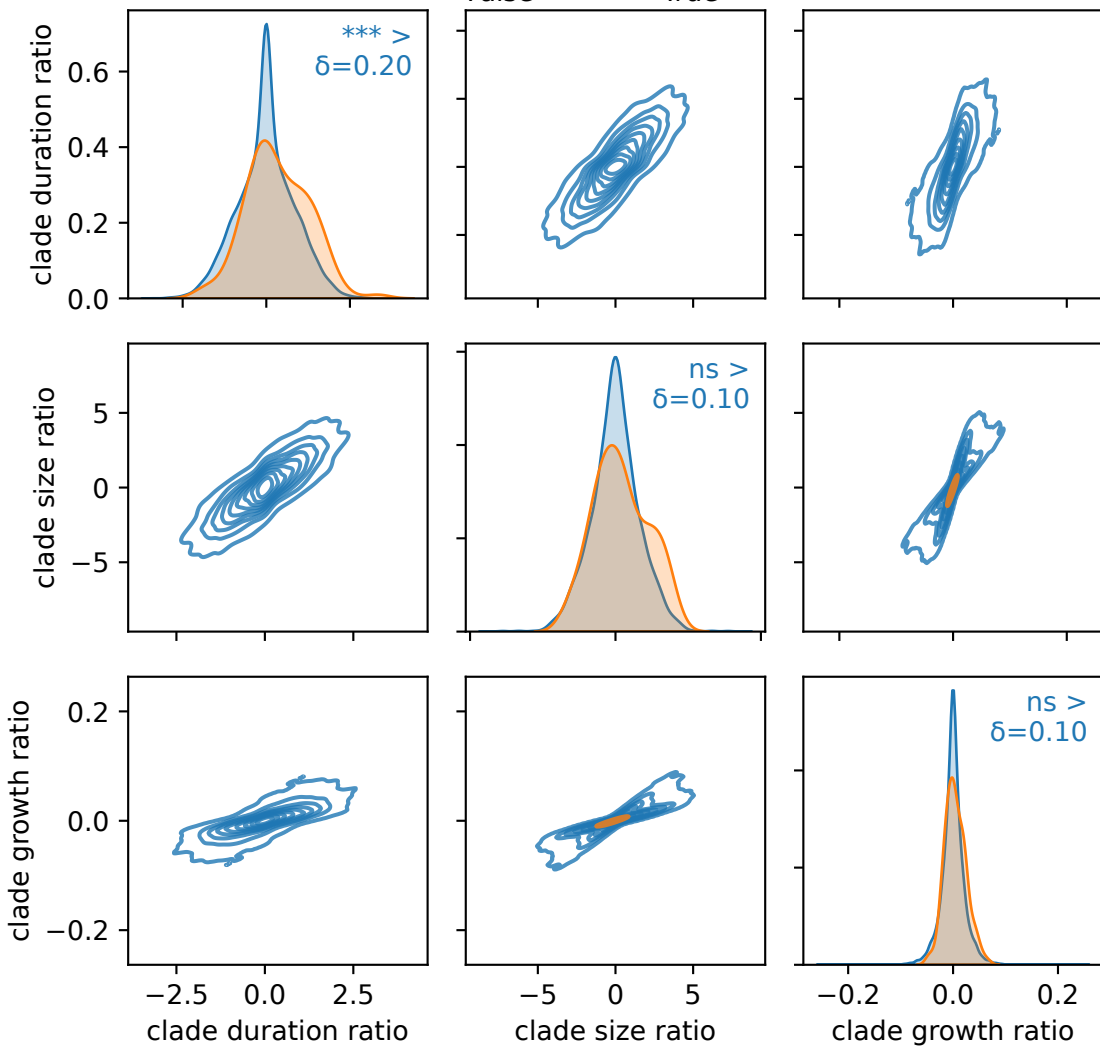 clade duration ratio
0.6
0.4
0.2
0.0
*** >
δ=0.20
clade size ratio
5
0
−5
ns >
δ=0.10
clade growth ratio
0.2
0.0
−0.2
ns >
δ=0.10
−2.5 0.0 2.5
−5 0 5
−0.2 0.0 0.2
clade duration ratio
clade size ratio
clade growth ratio